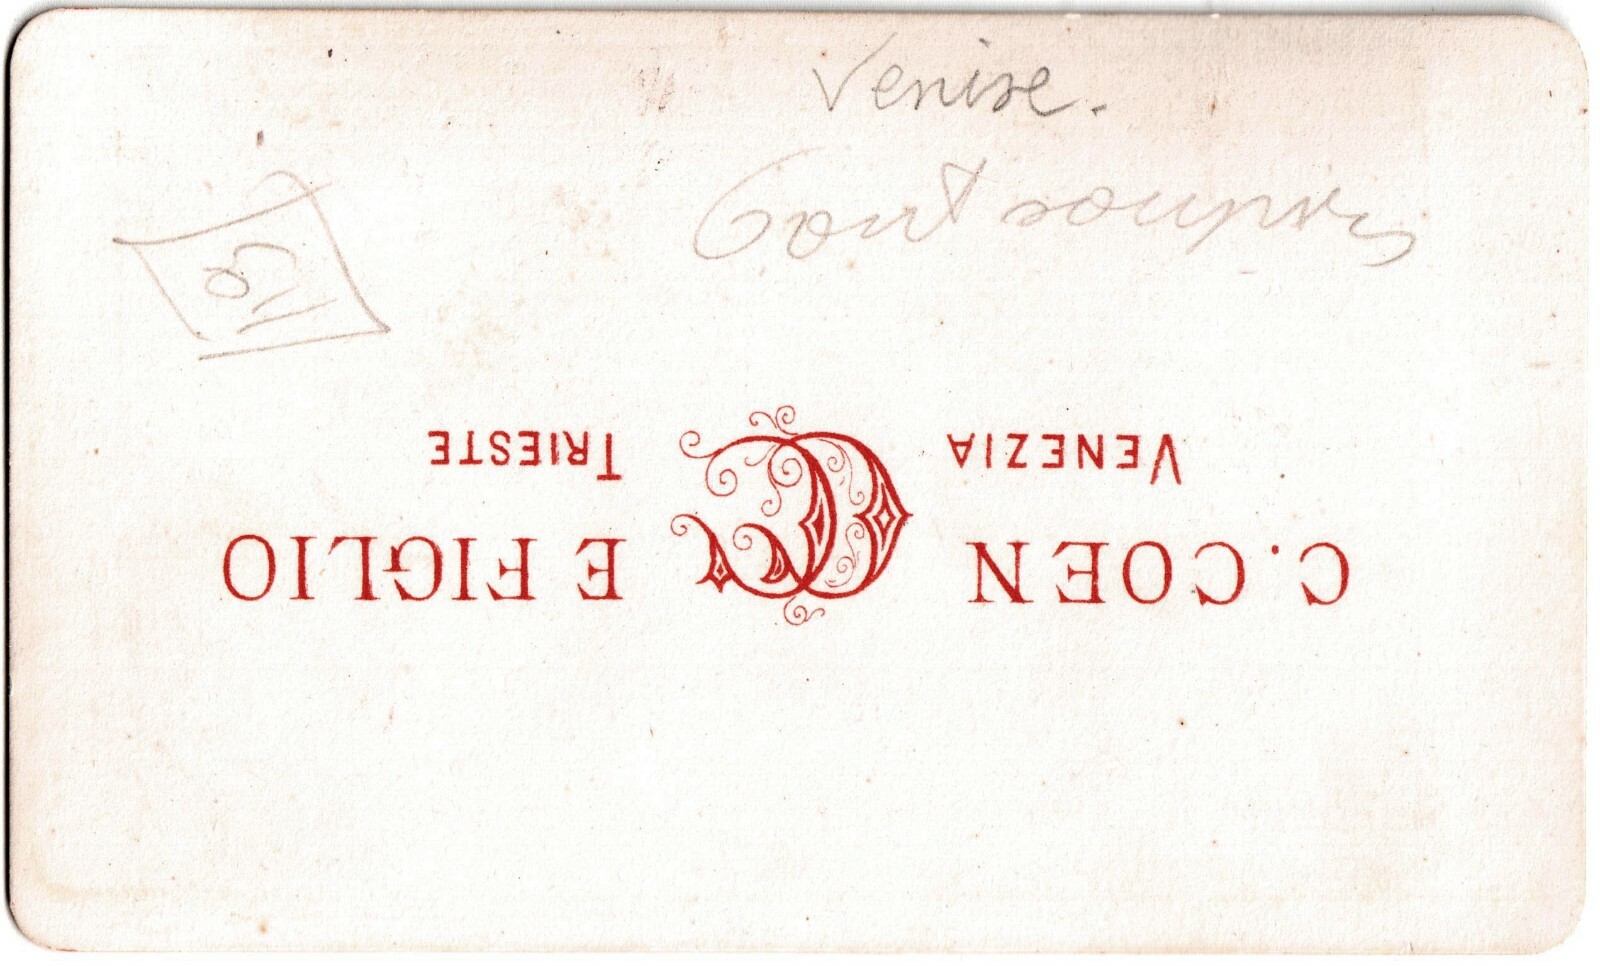 Venise.
Pont soupirs
C. COEN E FIGLIO
VENEZIA TRIESTE